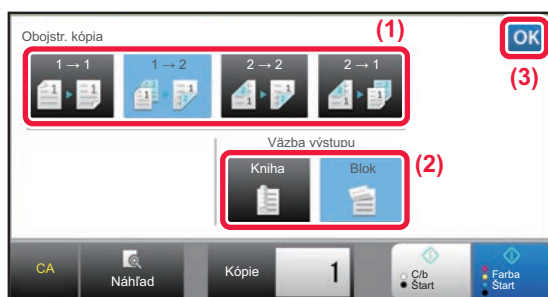 Obojstr. kópia
(1)
OK
(3)
1 → 1
1 → 2
2 → 2
2 → 1
Väzba výstupu
Kniha
Blok
(2)
CA
Náhľad
Kópie
1
C/b
Štart
Farba
Štart